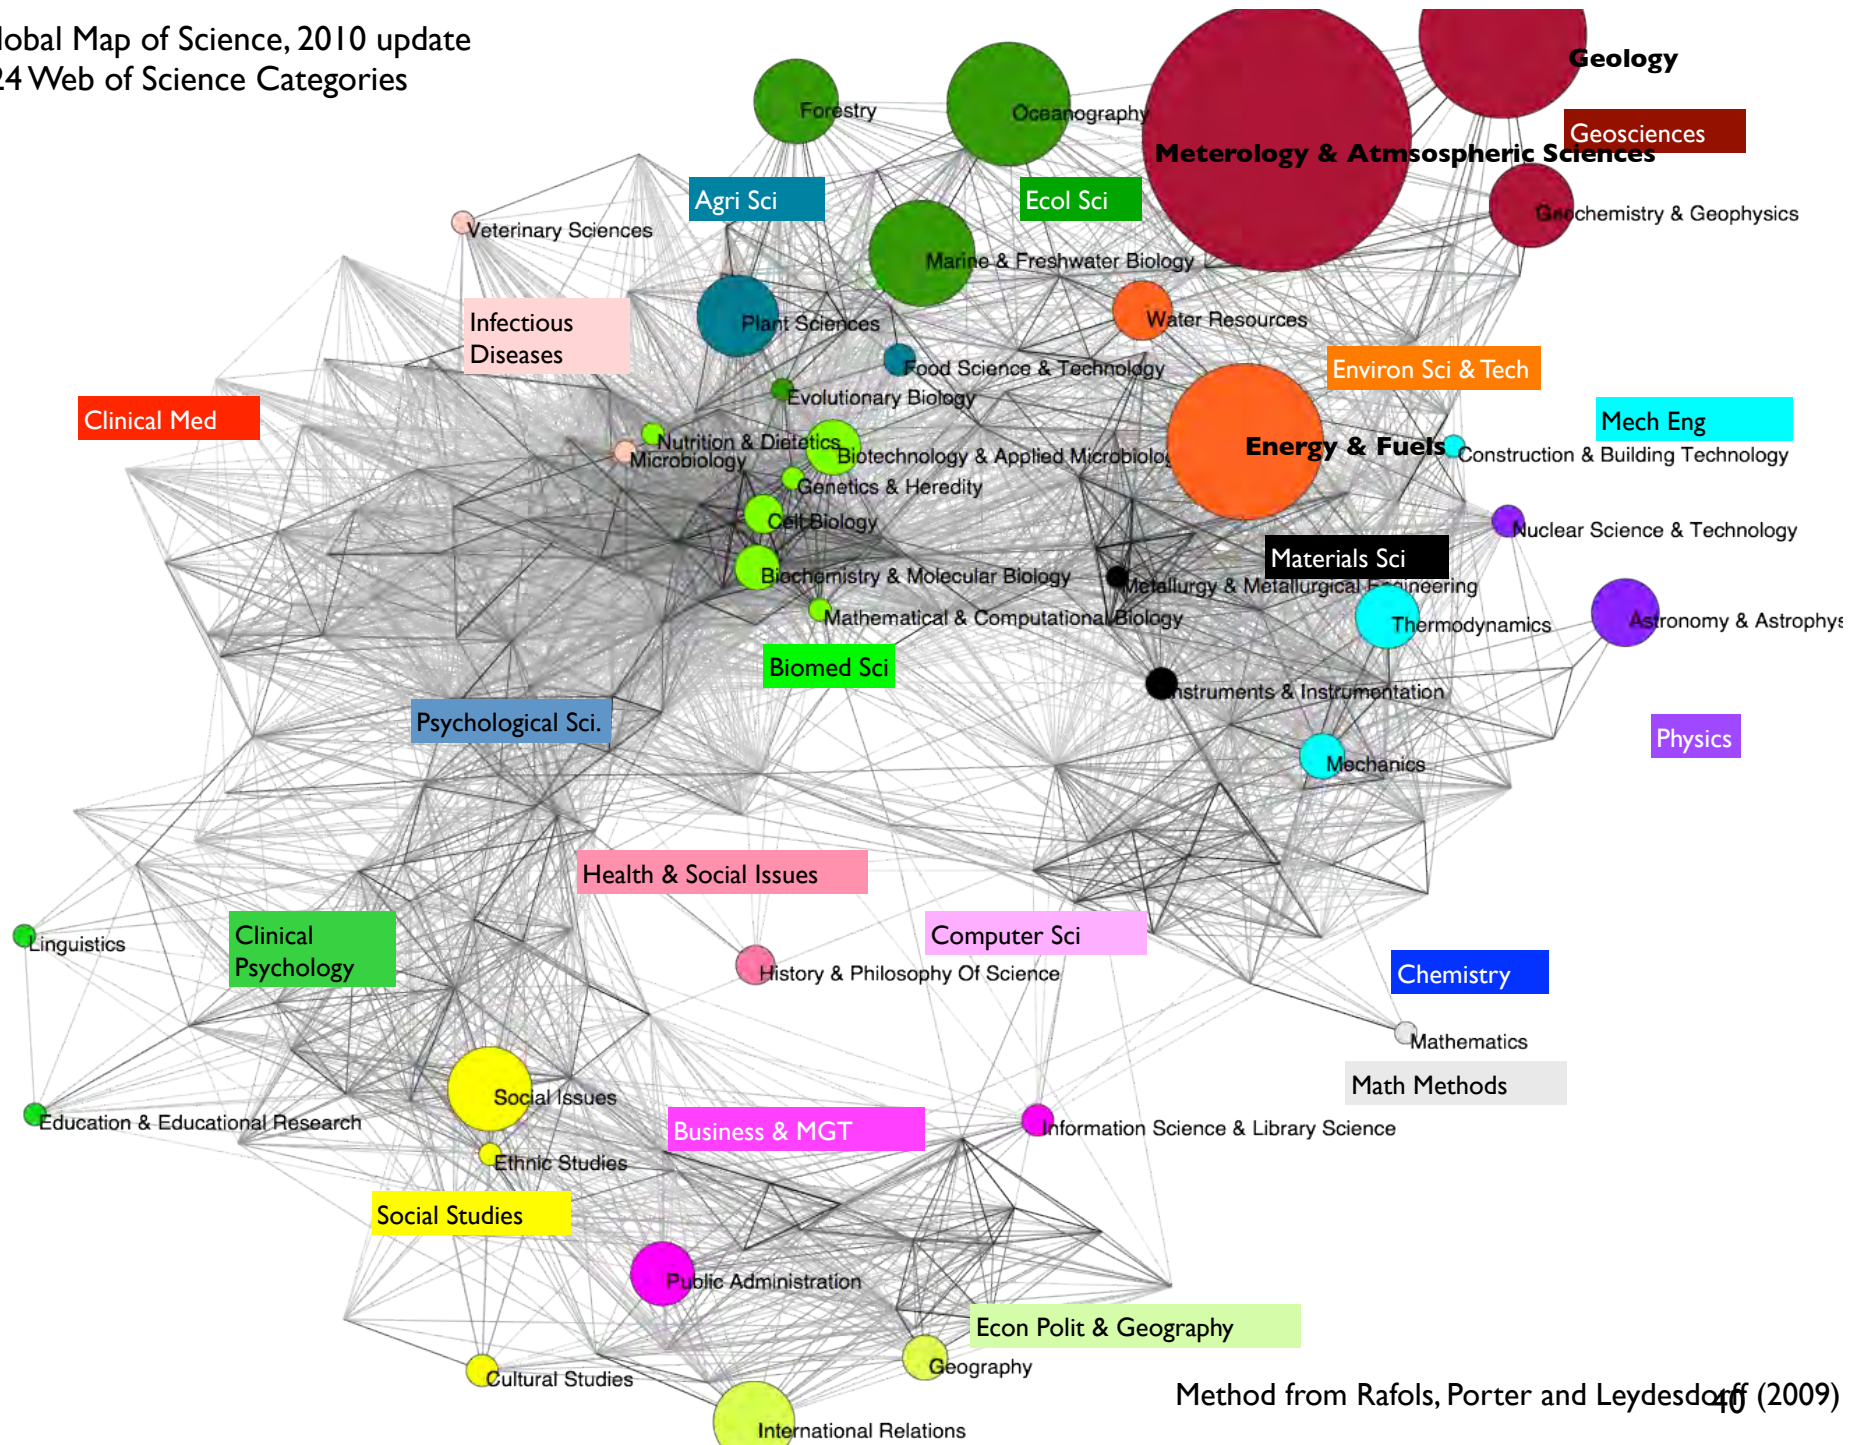 lobal Map of Science, 2010 update
24 Web of Science Categories
Geology
Forestry
Oceanography
Geosciences
Meterology & Atmsospheric Sciences
Agri Sci
Ecol Sci
Geochemistry & Geophysics
Veterinary Sciences
Marine & Freshwater Biology
Infectious
Diseases
Plant Sciences
Water Resources
Food Science & Technology
Environ Sci & Tech
Evolutionary Biology
Clinical Med
Mech Eng
Nutrition & Dietetics
Microbiology
Biotechnology & Applied Microbiolog
Energy & Fuels
Construction & Building Technology
Genetics & Heredity
Cell Biology
Nuclear Science & Technology
Materials Sci
Biochemistry & Molecular Biology
Metallurgy & Metallurgical Engineering
Mathematical & Computational Biology
Thermodynamics
Astronomy & Astrophys
Biomed Sci
Instruments & Instrumentation
Psychological Sci.
Physics
Mechanics
Health & Social Issues
Linguistics
Clinical
Psychology
Computer Sci
History & Philosophy Of Science
Chemistry
Mathematics
Math Methods
Social Issues
Education & Educational Research
Business & MGT
Information Science & Library Science
Ethnic Studies
Social Studies
Public Administration
Econ Polit & Geography
Geography
Cultural Studies
Method from Rafols, Porter and Leydesdorff (2009)
40
International Relations